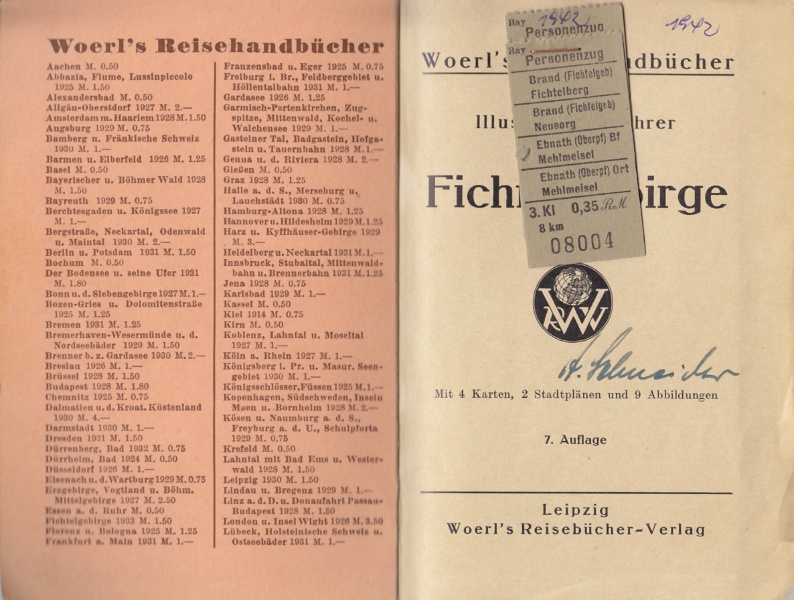 Woerl's Reisehandbücher
Aachen M. 0.50
Abbazia, Fiume, Lussinpiccolo
1925 M. 1.50
Alexandersbad M. 0.50
Allgäu-Oberstdorf 1927 M. 2.—
Amsterdam m. Haarlem 1928 M. 1.50
Augsburg 1929 M. 0.75
Bamberg u. Fränkische Schweiz
1930 M. 1.—
Barmen u. Elberfeld 1926 M. 1.25
Basel M. 0.50
Bayerischer u. Böhmer Wald 1928
M. 1.50
Bayreuth 1929 M. 0.75
Berchtesgaden u. Königssee 1927
M. 1.—
Bergstraße, Neckartal, Odenwald
u. Maintal 1930 M. 2.—
Berlin u. Potsdam 1931 M. 1.50
Bochum M. 0.50
Der Bodensee u. seine Ufer 1931
M. 1.80
Bonn u. d. Siebengebirge 1927 M. 1.—
Bozen-Gries u. Dolomitenstraße
1925 M. 1.25
Bremen 1931 M. 1.25
Bremerhaven-Wesermünde u. d.
Nordseebäder 1929 M. 1.50
Brenner b. z. Gardasee 1930 M. 2.—
Breslau 1926 M. 1.—
Brüssel 1928 M. 1.50
Budapest 1928 M. 1.80
Chemnitz 1925 M. 0.75
Dalmatien u. d. Kroat. Küstenland
1930 M. 4.—
Darmstadt 1930 M. 1.—
Dresden 1931 M. 1.50
Dürrenberg, Bad 1932 M. 0.75
Dürrheim, Bad 1924 M. 0.50
Düsseldorf 1926 M. 1.—
Eisenach u. d. Wartburg 1929 M. 0.75
Erzgebirge, Vogtland u. Böhm.
Mittelgebirge 1927 M. 2.50
Essen a. d. Ruhr M. 0.50
Fichtelgebirge 1933 M. 1.50
Florenz u. Bologna 1925 M. 1.25
Frankfurt a. Main 1931 M. 1.—
Franzensbad u. Eger 1925 M. 0,75
Freiburg i. Br., Feldberggebiet u.
Höllentalbahn 1931 M. 1.—
Gardasee 1926 M. 1.25
Garmisch-Partenkirchen, Zug-
spitze, Mittenwald, Kochel- u.
Walchensee 1929 M. 1.—
Gasteiner Tal, Badgastein, Hofga-
stein u. Tauernbahn 1928 M. 1.—
Genua u. d. Riviera 1928 M. 2.—
Gießen M. 0.50
Graz 1928 M. 1.25
Halle a. d. S., Merseburg u.
Lauchstädt 1930 M. 0.75
Hamburg-Altona 1928 M. 1.25
Hannover u. Hildesheim 1929 M. 1.25
Harz u. Kyffhäuser-Gebirge 1929
M. 3.—
Heidelberg u. Neckartal 1931 M. 1.—
Innsbruck, Stubaital, Mittenwald-
bahn u. Brennerbahn 1931 M. 1.25
Jena 1928 M. 0.75
Karlsbad 1929 M. 1.—
Kassel M. 0.50
Kiel 1914 M. 0.75
Kirn M. 0.50
Koblenz, Lahntal u. Moseltal
1927 M. 1.—
Köln a. Rhein 1927 M. 1.—
Königsberg i. Pr. u. Masur. Seen-
gebiet 1930 M. 1.—
Königsschlösser, Füssen 1925 M. 1.—
Kopenhagen, Südschweden, Inseln
Møen u. Bornholm 1928 M. 2.—
Kösen u. Naumburg a. d. S.,
Freyburg a. d. U., Schulpforta
1929 M. 0.75
Krefeld M. 0.50
Lahntal mit Bad Ems u. Wester-
wald 1928 M. 1.50
Leipzig 1930 M. 1.50
Lindau u. Bregenz 1929 M. 1.—
Linz a. d. D. u. Donaufahrt Passau-
Budapest 1928 M. 1.50
London u. Insel Wight 1926 M. 3.50
Lübeck, Holsteinische Schweiz u.
Ostseebäder 1931 M. 1.—
1942
Woerl's
ndbücher
Illus
hrer
Fich
irge
Bay 1942
Personenzug
Bay.
Personenzug
Brand (Fichtelgeb)
Fichtelberg
Brand (Fichtelgeb)
Neusorg
Ebnath (Oberpf) Bf
Mehlmeisel
Ebnath (Oberpf) Ort
Mehlmeisel
3. Kl 0,35 RM
8 km
08004
WRV
A. Schneider
Mit 4 Karten, 2 Stadtplänen und 9 Abbildungen
7. Auflage
Leipzig
Woerl's Reisebücher-Verlag